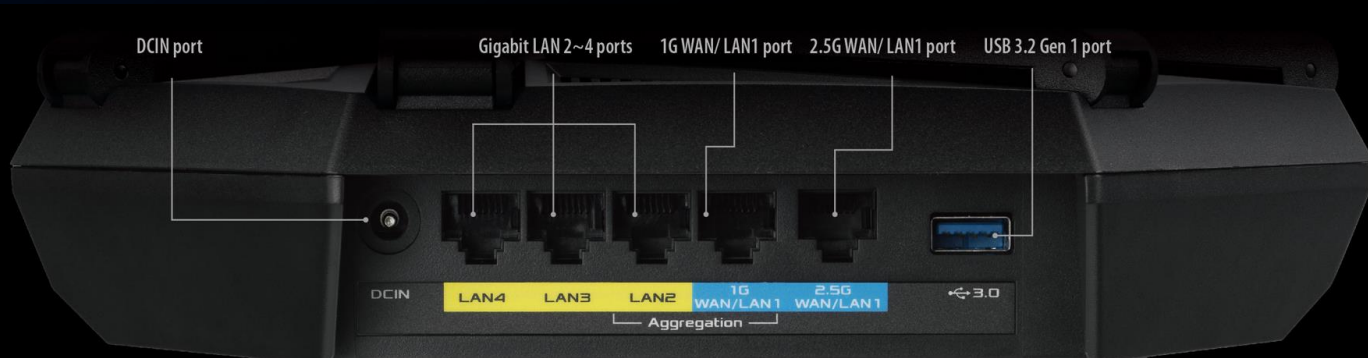 DCIN port
Gigabit LAN 2~4 ports
1G WAN/ LAN1 port
2.5G WAN/ LAN1 port
USB 3.2 Gen 1 port
DCIN
LAN4
LAN3
LAN2
1G
WAN/LAN1
2.5G
WAN/LAN1
3.0
Aggregation